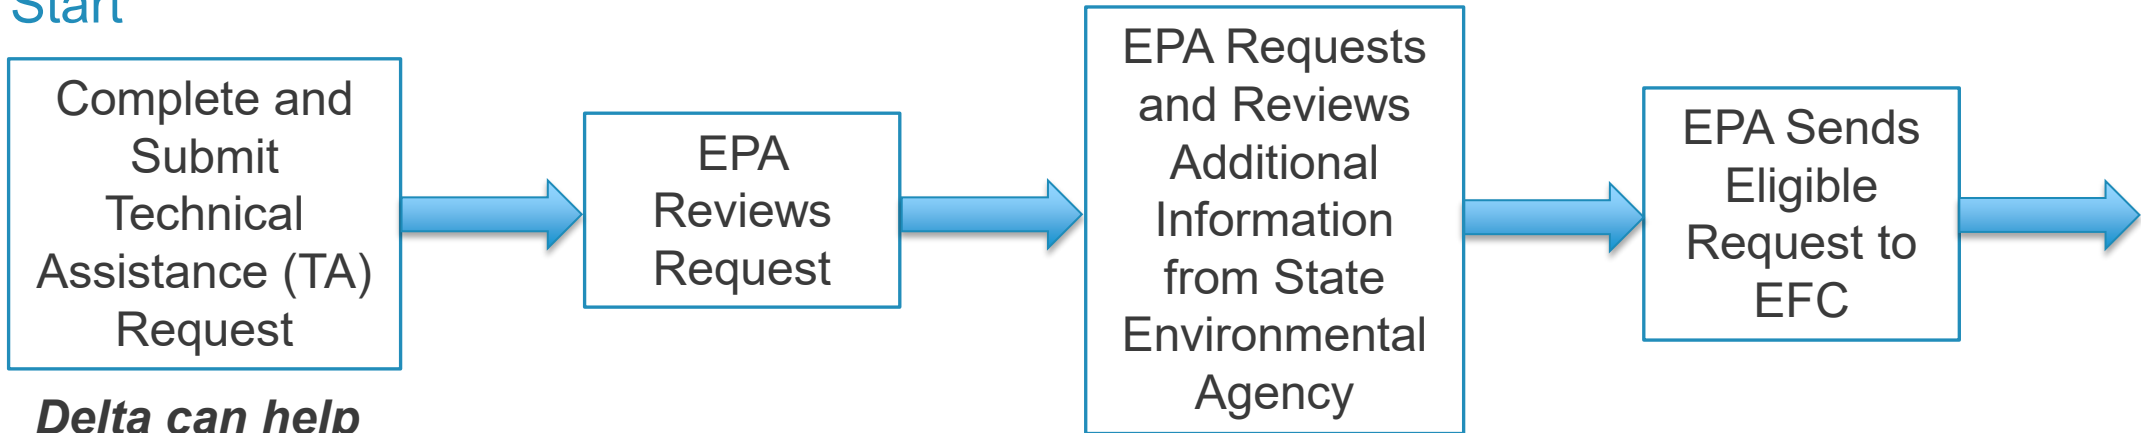 Start
Complete and
Submit
Technical
Assistance (TA)
Request
Delta can help
EPA
Reviews
Request
EPA Requests
and Reviews
Additional
Information
from State
Environmental
Agency
EPA Sends
Eligible
Request to
EFC